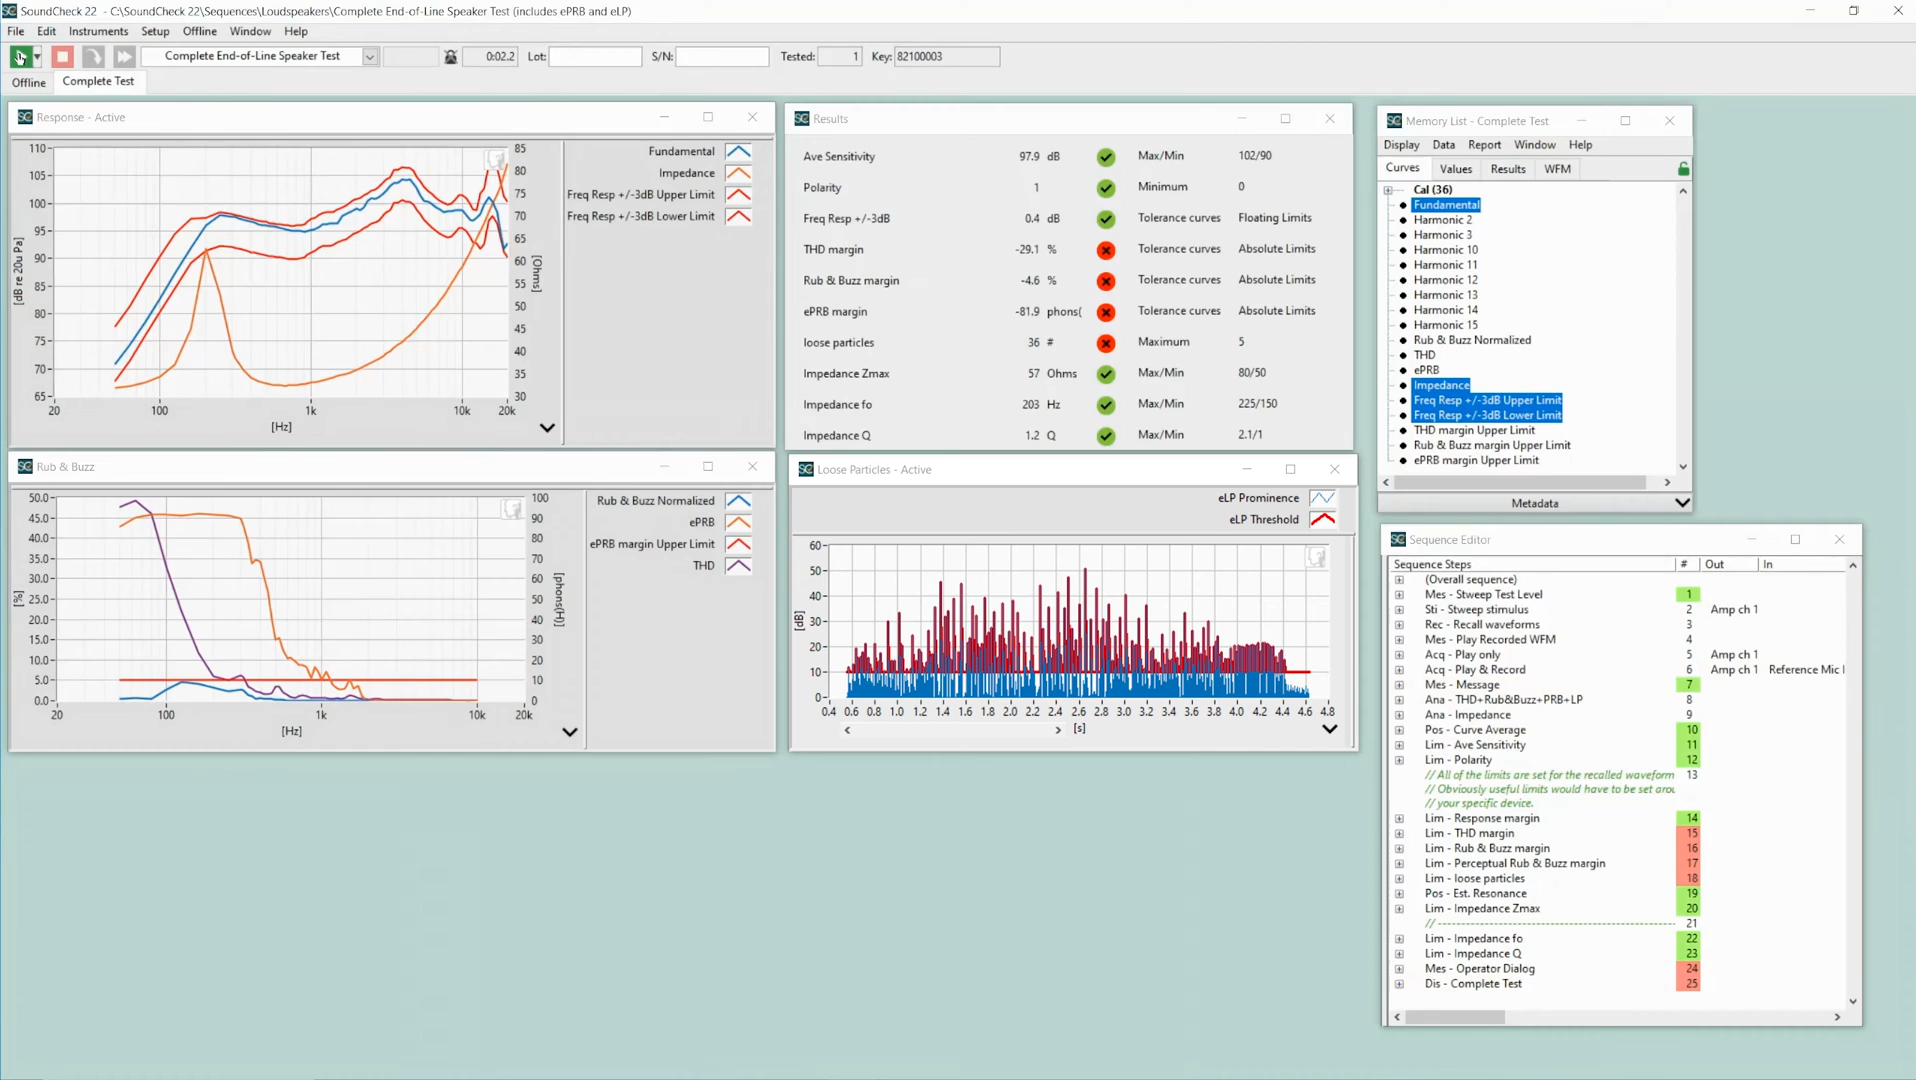 SoundCheck 22 - C:\SoundCheck 22\Sequences\Loudspeakers\Complete End-of-Line Speaker Test (includes ePRB and eLP)
File Edit Instruments Setup Offline Window Help
Complete End-of-Line Speaker Test 0:02.2 Lot: S/N: Tested: 1 Key: 82100003
Offline Complete Test
Response - Active
110
105
100
95
90
85
80
75
70
65
[dB re 20u Pa]
20 100 1k 10k 20k
[Hz]
85
80
75
70
65
60
55
50
45
40
35
30
[Ohms]
Fundamental
Impedance
Freq Resp +/-3dB Upper Limit
Freq Resp +/-3dB Lower Limit
Results
Ave Sensitivity 97.9 dB Max/Min 102/90
Polarity 1 Minimum 0
Freq Resp +/-3dB 0.4 dB Tolerance curves Floating Limits
THD margin -29.1 % Tolerance curves Absolute Limits
Rub & Buzz margin -4.6 % Tolerance curves Absolute Limits
ePRB margin -81.9 phons( Tolerance curves Absolute Limits
loose particles 36 # Maximum 5
Impedance Zmax 57 Ohms Max/Min 80/50
Impedance fo 203 Hz Max/Min 225/150
Impedance Q 1.2 Q Max/Min 2.1/1
Memory List - Complete Test
Display Data Report Window Help
Curves Values Results WFM
Cal (36)
Fundamental
Harmonic 2
Harmonic 3
Harmonic 10
Harmonic 11
Harmonic 12
Harmonic 13
Harmonic 14
Harmonic 15
Rub & Buzz Normalized
THD
ePRB
Impedance
Freq Resp +/-3dB Upper Limit
Freq Resp +/-3dB Lower Limit
THD margin Upper Limit
Rub & Buzz margin Upper Limit
ePRB margin Upper Limit
Metadata
Rub & Buzz
50.0
45.0
40.0
35.0
30.0
25.0
20.0
15.0
10.0
5.0
0.0
[%]
20 100 1k 10k 20k
[Hz]
100
90
80
70
60
50
40
30
20
10
0
[phons(Hf)]
Rub & Buzz Normalized
ePRB
ePRB margin Upper Limit
THD
Loose Particles - Active
eLP Prominence
eLP Threshold
60
50
40
30
20
10
0
[dB]
0.4 0.6 0.8 1.0 1.2 1.4 1.6 1.8 2.0 2.2 2.4 2.6 2.8 3.0 3.2 3.4 3.6 3.8 4.0 4.2 4.4 4.6 4.8
[s]
Sequence Editor
Sequence Steps # Out In
(Overall sequence)
Mes - Stweep Test Level 1
Sti - Stweep stimulus 2 Amp ch 1
Rec - Recall waveforms 3
Mes - Play Recorded WFM 4
Acq - Play only 5 Amp ch 1
Acq - Play & Record 6 Amp ch 1 Reference Mic
Mes - Message 7
Ana - THD+Rub&Buzz+PRB+LP 8
Ana - Impedance 9
Pos - Curve Average 10
Lim - Ave Sensitivity 11
Lim - Polarity 12
// All of the limits are set for the recalled waveform 13
// Obviously useful limits would have to be set arou
// your specific device.
Lim - Response margin 14
Lim - THD margin 15
Lim - Rub & Buzz margin 16
Lim - Perceptual Rub & Buzz margin 17
Lim - loose particles 18
Pos - Est. Resonance 19
Lim - Impedance Zmax 20
// ---------------------------------------- 21
Lim - Impedance fo 22
Lim - Impedance Q 23
Mes - Operator Dialog 24
Dis - Complete Test 25